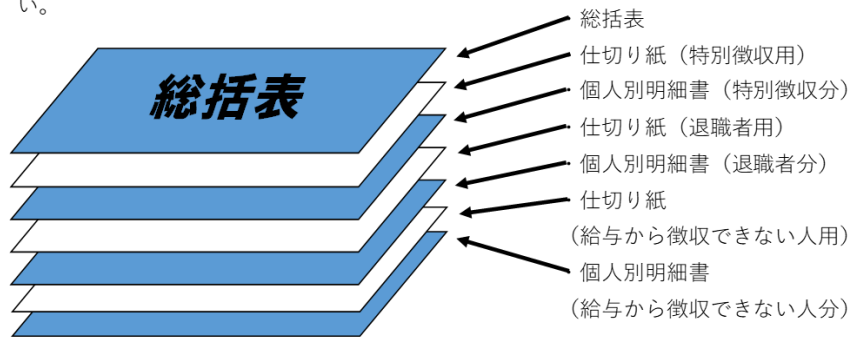 い。
総括表
総括表
仕切り紙（特別徴収用）
個人別明細書（特別徴収分）
仕切り紙（退職者用）
個人別明細書（退職者分）
仕切り紙
(給与から徴収できない人用)
個人別明細書
(給与から徴収できない人分)